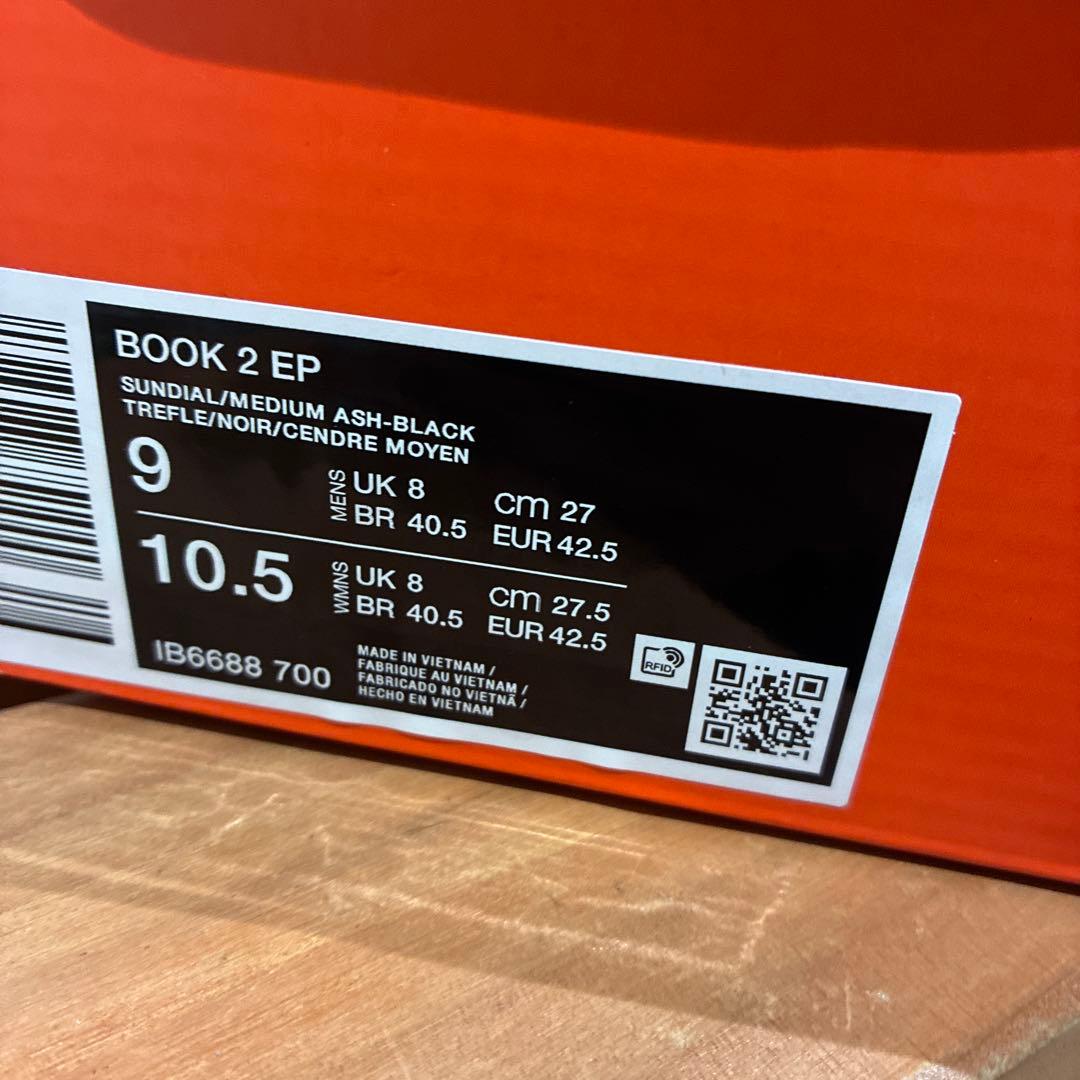 BOOK 2 EP
SUNDIAL/MEDIUM ASH-BLACK
TREFLE/NOIR/CENDRE MOYEN
9
MENS
UK 8
BR 40.5
cm 27
EUR 42.5
10.5
WMNS
UK 8
BR 40.5
cm 27.5
EUR 42.5
IB6688 700
MADE IN VIETNAM /
FABRIQUE AU VIETNAM /
FABRICADO NO VIETNÃ /
HECHO EN VIETNAM
RFID